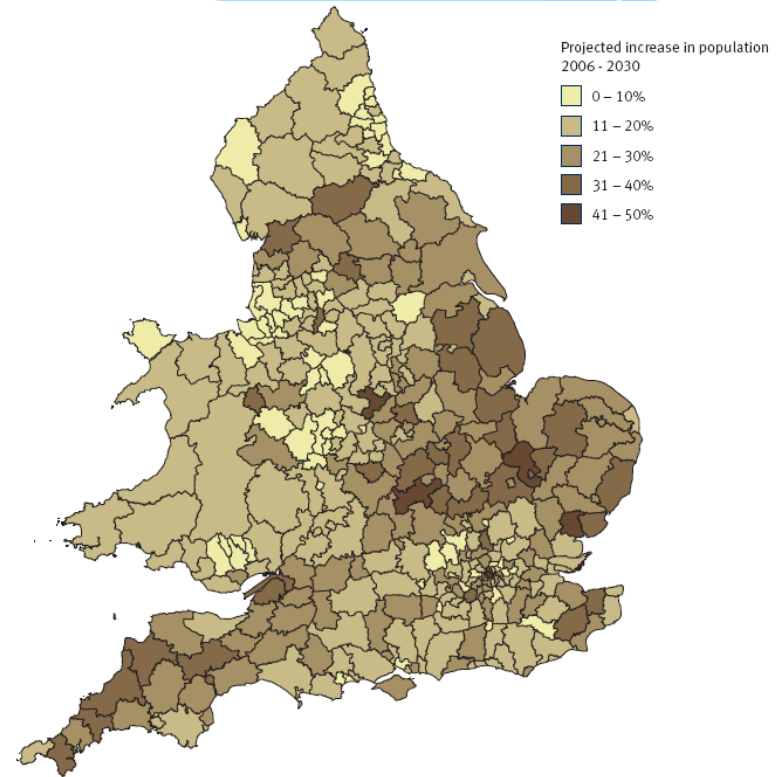 Projected increase in population
2006 - 2030
0 – 10%
11 – 20%
21 – 30%
31 – 40%
41 – 50%